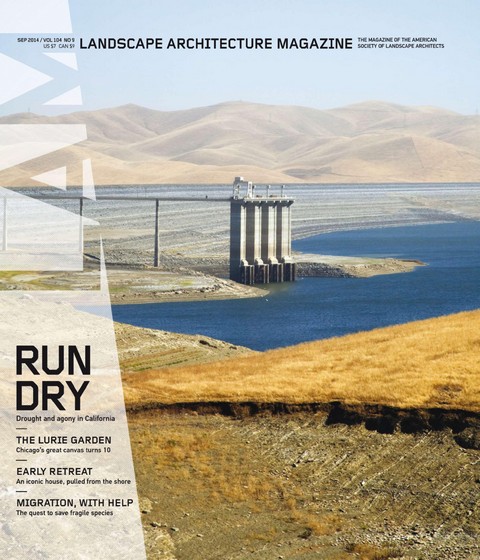 SEP 2014 / VOL 104 NO 9
US $7 CAN $9
LANDSCAPE ARCHITECTURE MAGAZINE
THE MAGAZINE OF THE AMERICAN
SOCIETY OF LANDSCAPE ARCHITECTS
LAM
RUN
DRY
Drought and agony in California
THE LURIE GARDEN
Chicago's great canvas turns 10
EARLY RETREAT
An iconic house, pulled from the shore
MIGRATION, WITH HELP
The quest to save fragile species